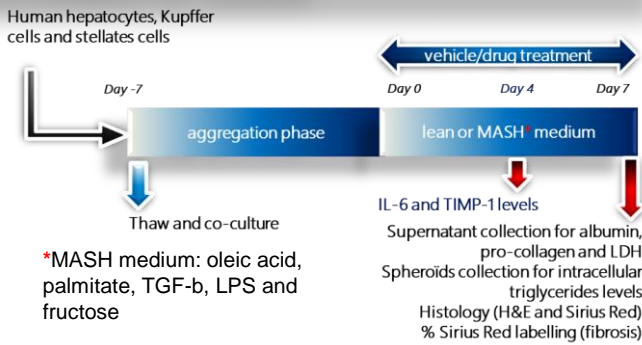 Human hepatocytes, Kupffer
cells and stellates cells
vehicle/drug treatment
Day -7
Day 0
Day 4
Day 7
aggregation phase
lean or MASH* medium
Thaw and co-culture
IL-6 and TIMP-1 levels
*MASH medium: oleic acid,
palmitate, TGF-b, LPS and
fructose
Supernatant collection for albumin,
pro-collagen and LDH
Spheroïds collection for intracellular
triglycerides levels
Histology (H&E and Sirius Red)
% Sirius Red labelling (fibrosis)